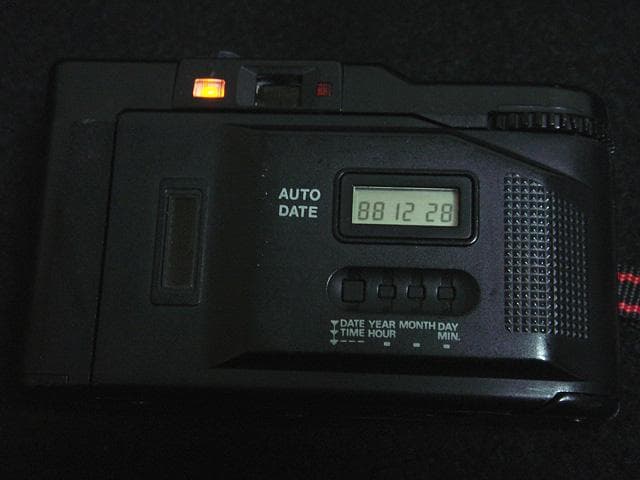 AUTO
DATE
88 12 28
DATE YEAR MONTH DAY
TIME HOUR MIN.
---